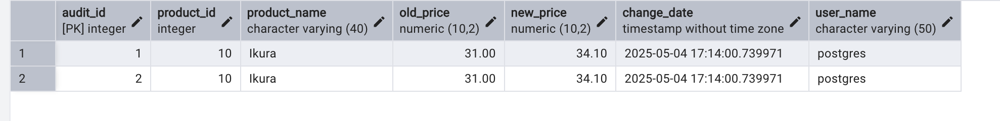 audit_id product_id product_name old_price new_price change_date user_name
[PK] integer integer character varying (40) numeric (10,2) numeric (10,2) timestamp without time zone character varying (50)
1 1 10 Ikura 31.00 34.10 2025-05-04 17:14:00.739971 postgres
2 2 10 Ikura 31.00 34.10 2025-05-04 17:14:00.739971 postgres